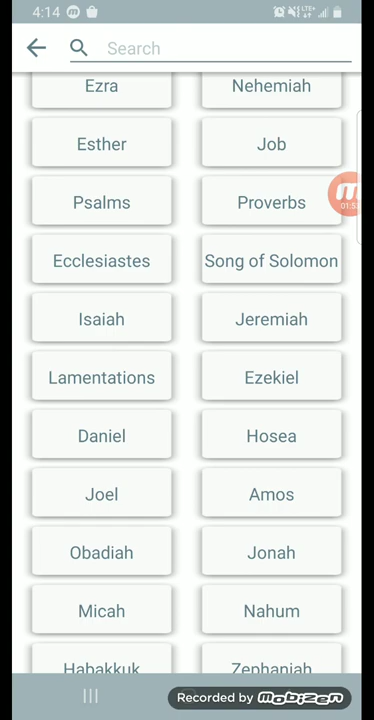 4:14
LTE+
Search
Ezra Nehemiah
Esther Job
Psalms Proverbs
Ecclesiastes Song of Solomon
Isaiah Jeremiah
Lamentations Ezekiel
Daniel Hosea
Joel Amos
Obadiah Jonah
Micah Nahum
Habakkuk Zephaniah
Recorded by mobizen